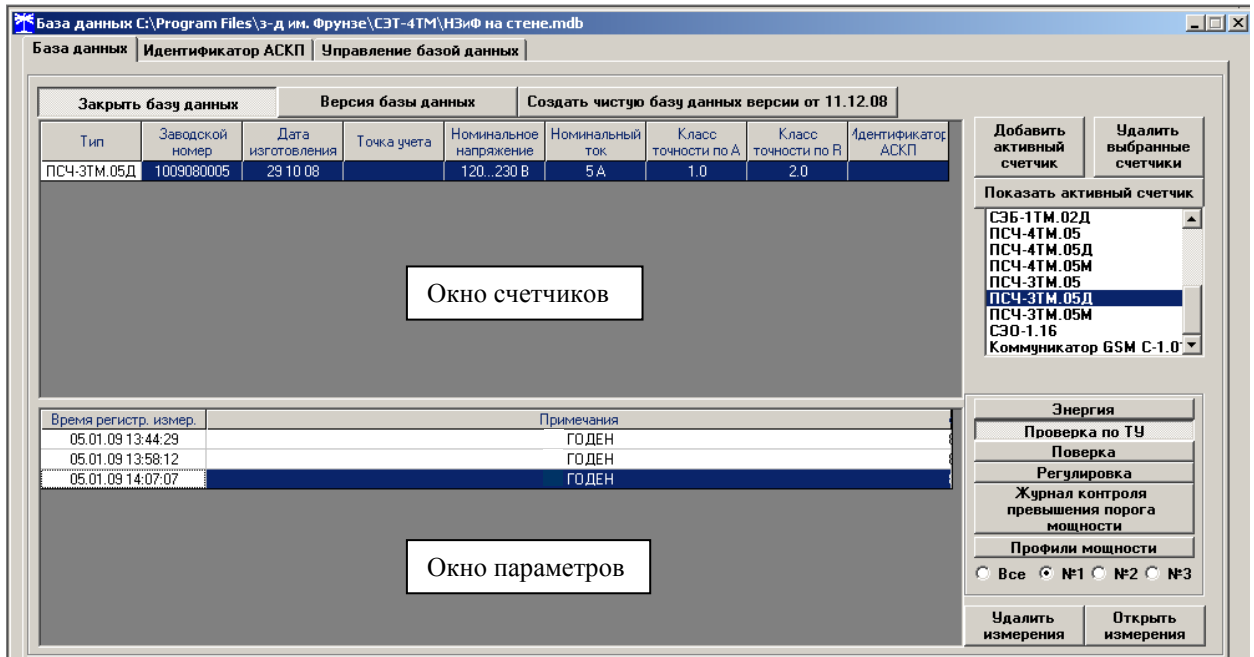 База данных C:\Program Files\з-д им. Фрунзе\СЭТ-4ТМ\НЗиФ на стене.mdb
База данных Идентификатор АСКП Управление базой данных
Закрыть базу данных Версия базы данных Создать чистую базу данных версии от 11.12.08
Тип Заводской номер Дата изготовления Точка учета Номинальное напряжение Номинальный ток Класс точности по A Класс точности по R Идентификатор АСКП
ПСЧ-3ТМ.05Д 1009080005 29 10 08 120...230 В 5 А 1.0 2.0
Окно счетчиков
Добавить активный счетчик
Удалить выбранные счетчики
Показать активный счетчик
СЭБ-1ТМ.02Д
ПСЧ-4ТМ.05
ПСЧ-4ТМ.05Д
ПСЧ-4ТМ.05М
ПСЧ-3ТМ.05
ПСЧ-3ТМ.05Д
ПСЧ-3ТМ.05М
СЭО-1.16
Коммуникатор GSM С-1.0
Время регистр. измер. Примечания
05.01.09 13:44:29 ГОДЕН
05.01.09 13:58:12 ГОДЕН
05.01.09 14:07:07 ГОДЕН
Окно параметров
Энергия
Проверка по ТУ
Поверка
Регулировка
Журнал контроля
превышения порога
мощности
Профили мощности
Все №1 №2 №3
Удалить измерения
Открыть измерения